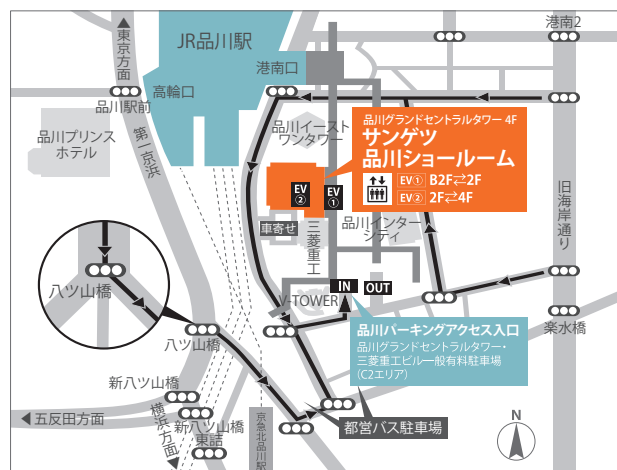 東京方面
JR品川駅
港南2
港南口
高輪口
品川駅前
品川プリンス
ホテル
第一京浜
品川イースト
ワンタワー
品川グランドセントラルタワー 4F
サンゲツ
品川ショールーム
EV① B2F⇄2F
EV② 2F⇄4F
EV
②
EV
①
車寄せ
三菱重工
品川インター
シティ
旧海岸通り
V-TOWER
IN
OUT
品川パーキングアクセス入口
品川グランドセントラルタワー・
三菱重工ビル一般有料駐車場
(C2エリア)
楽水橋
八ツ山橋
八ツ山橋
新八ツ山橋
五反田方面
横浜方面
新八ツ山橋
東詰
京急北品川駅
都営バス駐車場
N